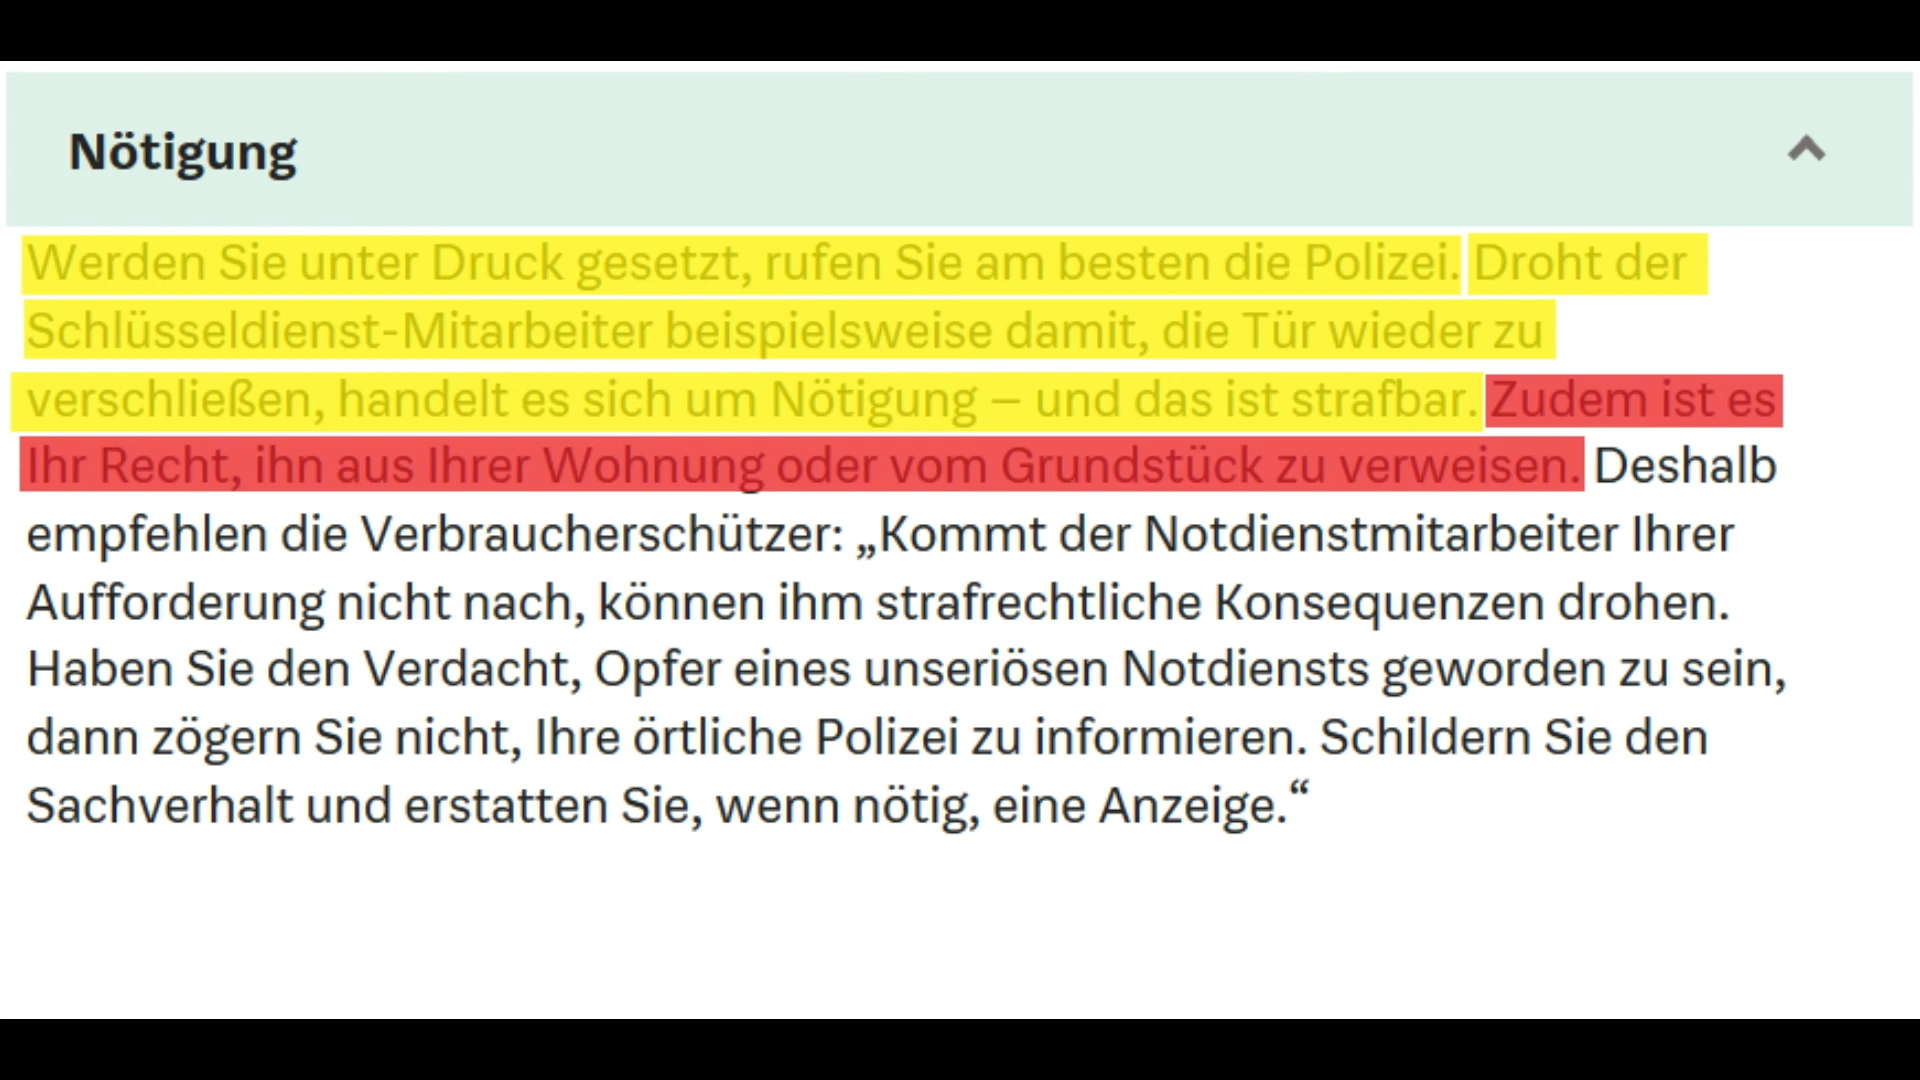 Nötigung
Werden Sie unter Druck gesetzt, rufen Sie am besten die Polizei. Droht der
Schlüsseldienst-Mitarbeiter beispielsweise damit, die Tür wieder zu
verschließen, handelt es sich um Nötigung – und das ist strafbar. Zudem ist es
Ihr Recht, ihn aus Ihrer Wohnung oder vom Grundstück zu verweisen. Deshalb
empfehlen die Verbraucherschützer: „Kommt der Notdienstmitarbeiter Ihrer
Aufforderung nicht nach, können ihm strafrechtliche Konsequenzen drohen.
Haben Sie den Verdacht, Opfer eines unseriösen Notdiensts geworden zu sein,
dann zögern Sie nicht, Ihre örtliche Polizei zu informieren. Schildern Sie den
Sachverhalt und erstatten Sie, wenn nötig, eine Anzeige.“